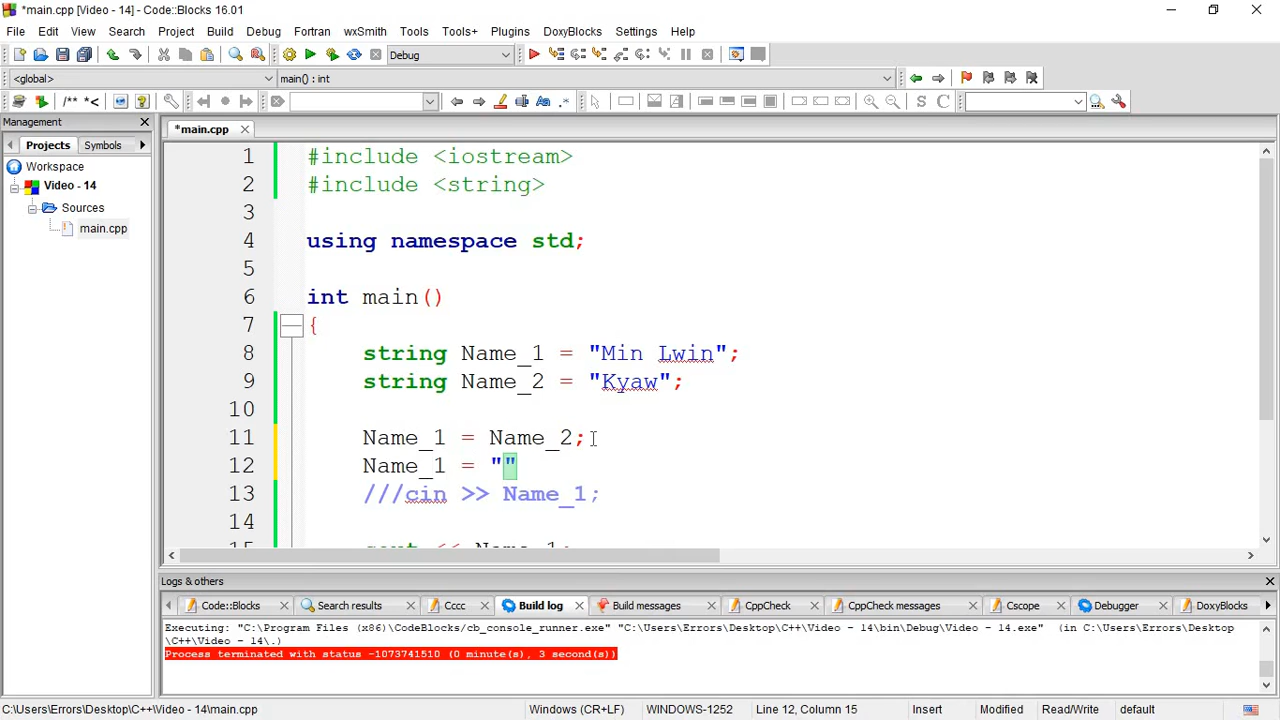 *main.cpp [Video - 14] - Code::Blocks 16.01
File Edit View Search Project Build Debug Fortran wxSmith Tools Tools+ Plugins DoxyBlocks Settings Help
Debug
<global> main() : int
/** *<
Aa .*
S C
Management
*main.cpp
Projects Symbols
Workspace
Video - 14
Sources
main.cpp
1 #include <iostream>
2 #include <string>
3
4 using namespace std;
5
6 int main()
7 {
8 string Name_1 = "Min Lwin";
9 string Name_2 = "Kyaw";
10
11 Name_1 = Name_2;
12 Name_1 = ""
13 ///cin >> Name_1;
14
15 cout << Name_1;
Logs & others
Code::Blocks Search results Cccc Build log Build messages CppCheck CppCheck messages Cscope Debugger DoxyBlocks
Executing: "C:\Program Files (x86)\CodeBlocks/cb_console_runner.exe" "C:\Users\Errors\Desktop\C++\Video - 14\bin\Debug\Video - 14.exe" (in C:\Users\Errors\Desktop
\C++\Video - 14\.)
Process terminated with status -1073741510 (0 minute(s), 3 second(s))
C:\Users\Errors\Desktop\C++\Video - 14\main.cpp Windows (CR+LF) WINDOWS-1252 Line 12, Column 15 Insert Modified Read/Write default